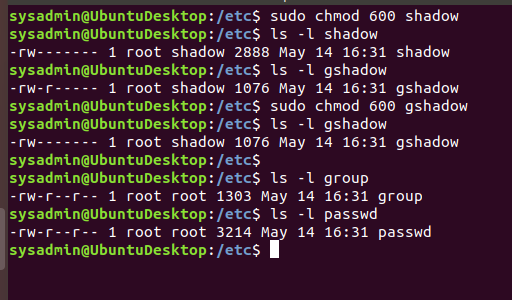 sysadmin@UbuntuDesktop:/etc$ sudo chmod 600 shadow
sysadmin@UbuntuDesktop:/etc$ ls -l shadow
-rw------- 1 root shadow 2888 May 14 16:31 shadow
sysadmin@UbuntuDesktop:/etc$ ls -l gshadow
-rw-r----- 1 root shadow 1076 May 14 16:31 gshadow
sysadmin@UbuntuDesktop:/etc$ sudo chmod 600 gshadow
sysadmin@UbuntuDesktop:/etc$ ls -l gshadow
-rw------- 1 root shadow 1076 May 14 16:31 gshadow
sysadmin@UbuntuDesktop:/etc$
sysadmin@UbuntuDesktop:/etc$ ls -l group
-rw-r--r-- 1 root root 1303 May 14 16:31 group
sysadmin@UbuntuDesktop:/etc$ ls -l passwd
-rw-r--r-- 1 root root 3214 May 14 16:31 passwd
sysadmin@UbuntuDesktop:/etc$